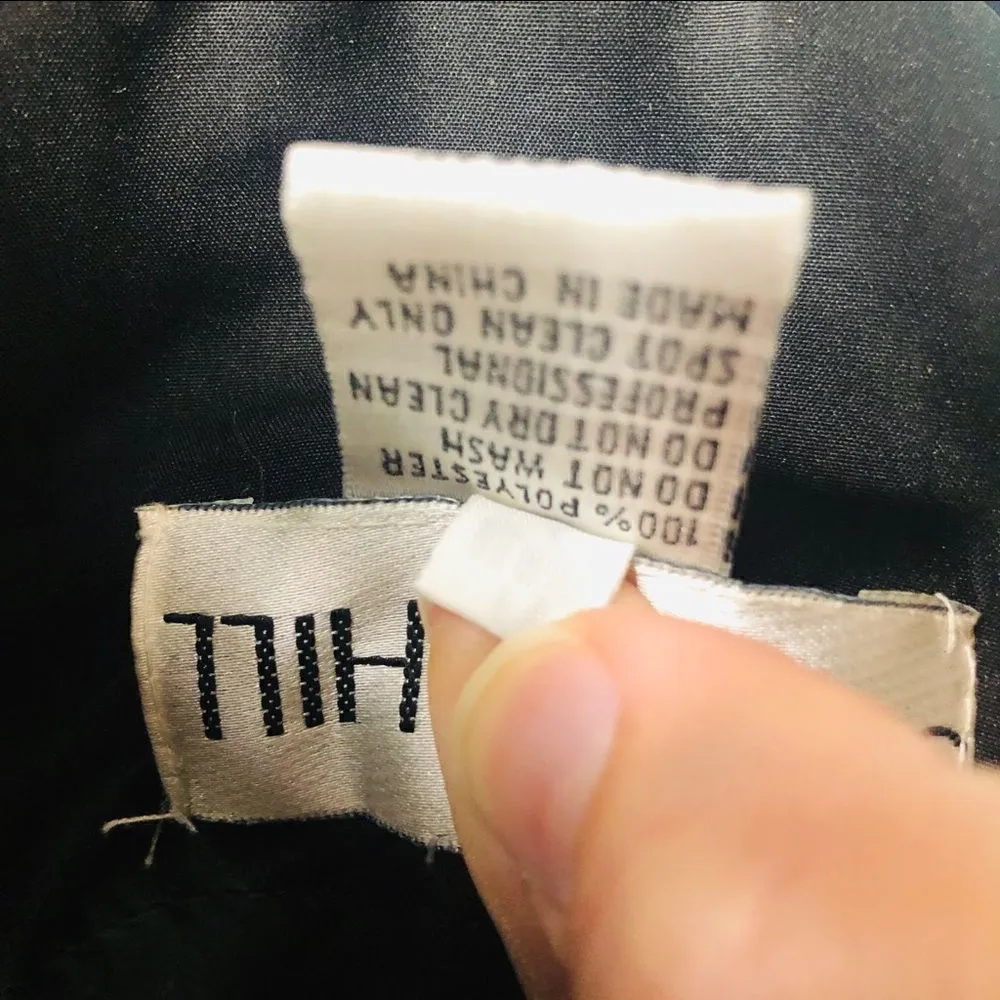 100% POLYESTER
DO NOT WASH
DO NOT DRY CLEAN
PROFESSIONAL
SPOT CLEAN ONLY
MADE IN CHINA
HILL